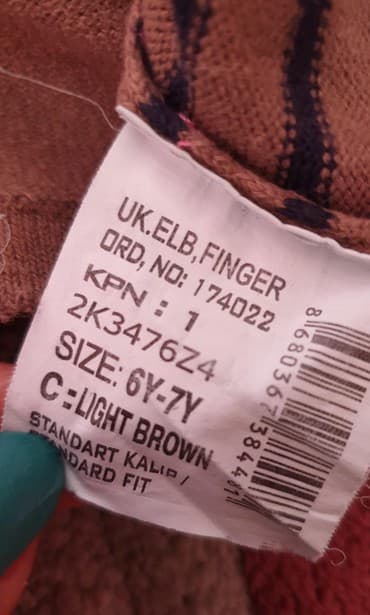 UK.ELB,FINGER
ORD, NO: 174022
KPN : 1
2K3476Z4
SIZE: 6Y-7Y
C :LIGHT BROWN
STANDART KALIP /
STANDARD FIT